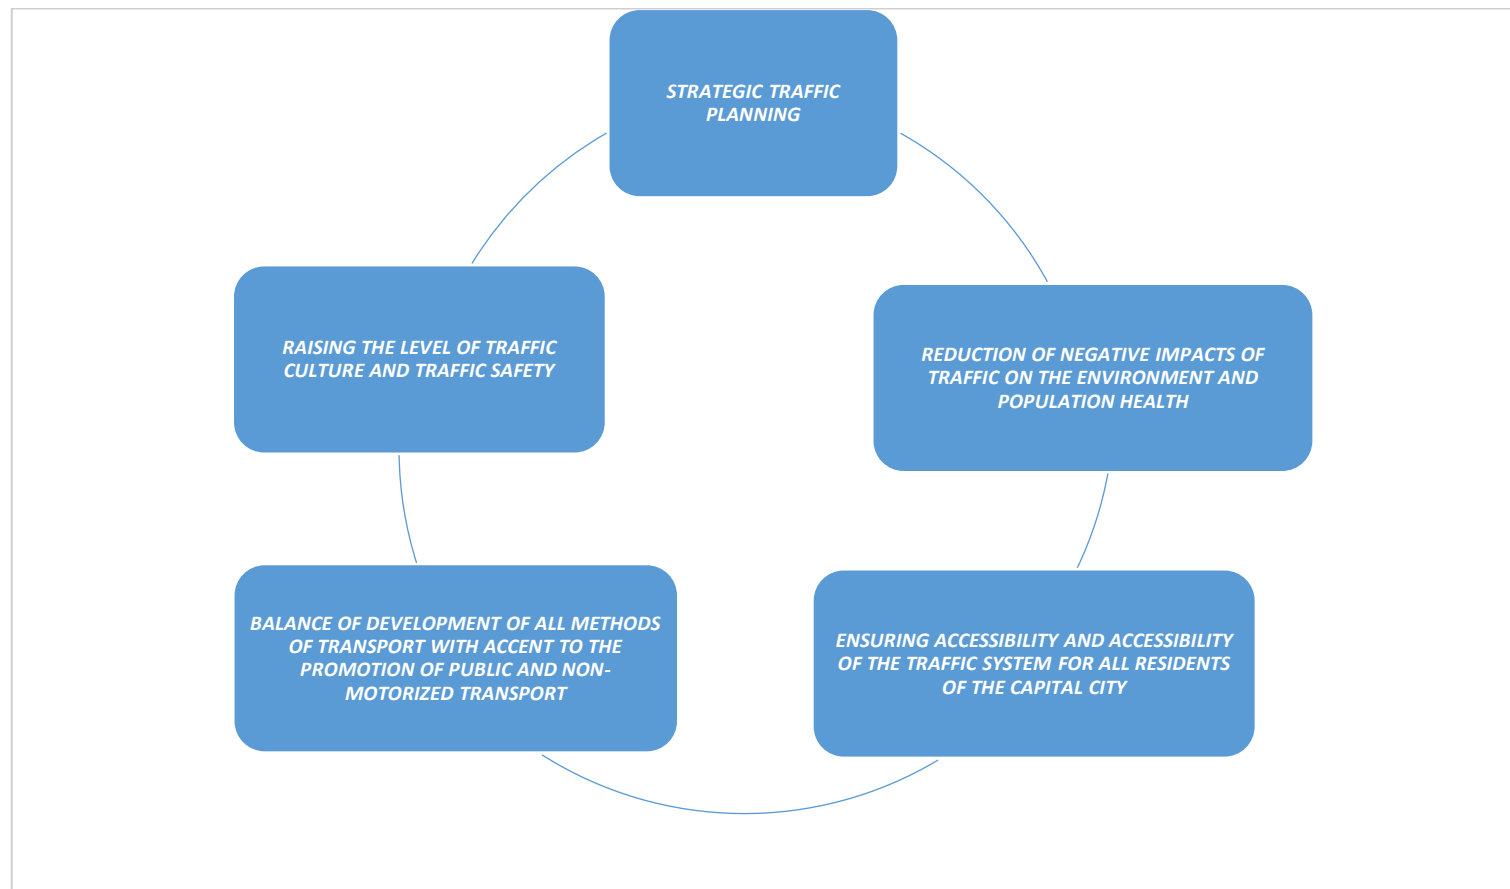 STRATEGIC TRAFFIC
PLANNING
RAISING THE LEVEL OF TRAFFIC
CULTURE AND TRAFFIC SAFETY
REDUCTION OF NEGATIVE IMPACTS OF
TRAFFIC ON THE ENVIRONMENT AND
POPULATION HEALTH
BALANCE OF DEVELOPMENT OF ALL METHODS
OF TRANSPORT WITH ACCENT TO THE
PROMOTION OF PUBLIC AND NON-
MOTORIZED TRANSPORT
ENSURING ACCESSIBILITY AND ACCESSIBILITY
OF THE TRAFFIC SYSTEM FOR ALL RESIDENTS
OF THE CAPITAL CITY